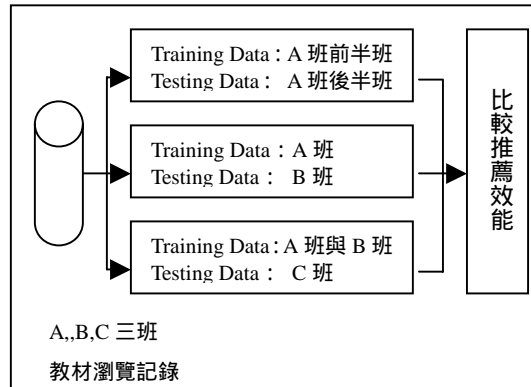 Training Data：A 班前半班
Testing Data： A 班後半班
Training Data：A 班
Testing Data： B 班
Training Data：A 班與 B 班
Testing Data： C 班
比較推薦效能
A,,B,C 三班
教材瀏覽記錄